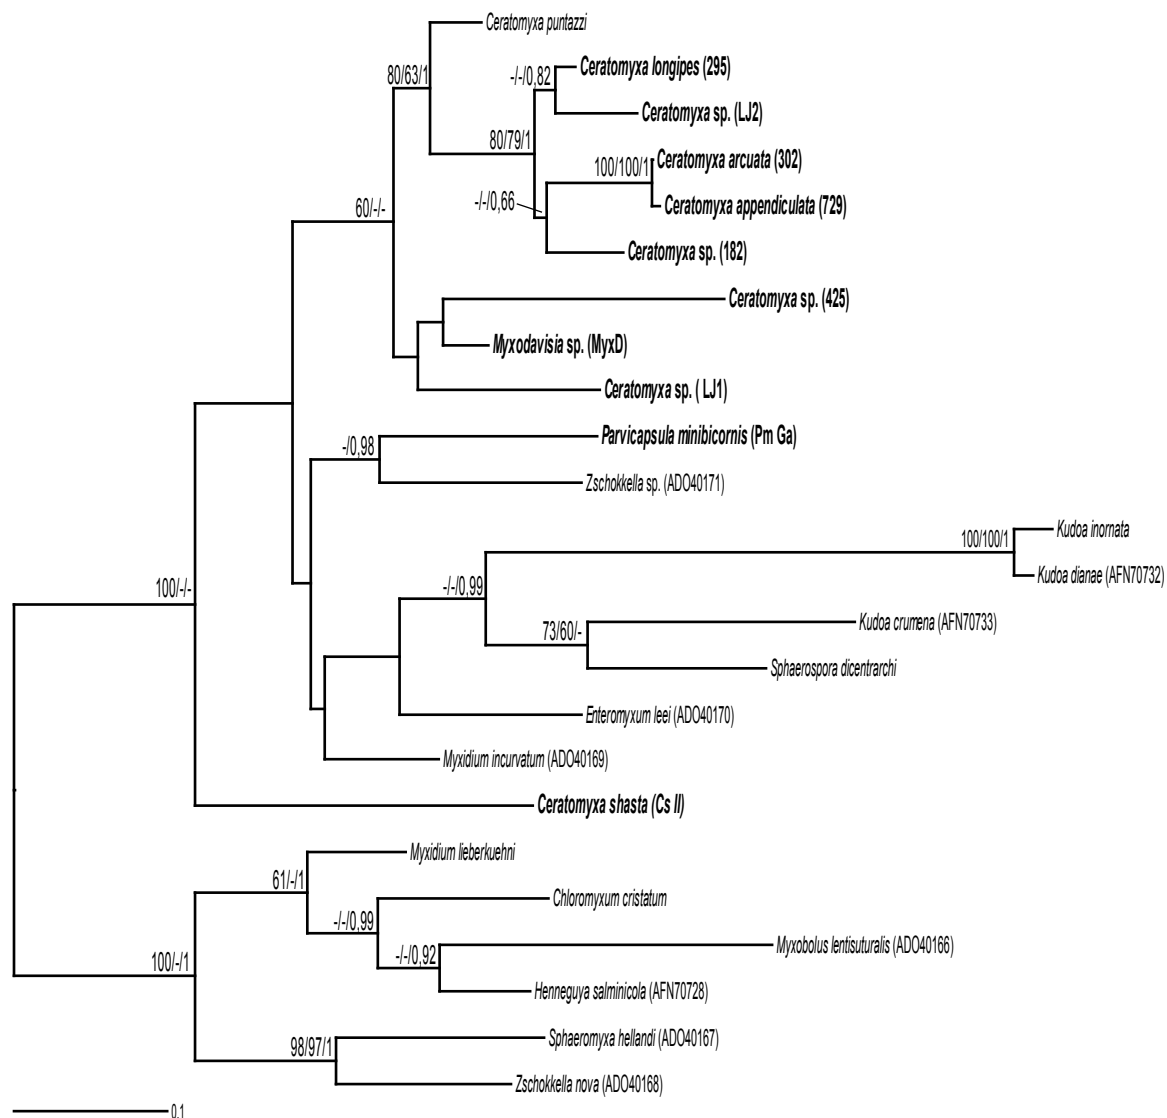 Ceratomyxa puntazzi
Ceratomyxa longipes (295)
80/63/1
-/-/0,82
Ceratomyxa sp. (LJ2)
80/79/1
Ceratomyxa arcuata (302)
100/100/1
-/-/0,66
Ceratomyxa appendiculata (729)
60/-/-
Ceratomyxa sp. (182)
Ceratomyxa sp. (425)
Myxodavisia sp. (MyxD)
Ceratomyxa sp. ( LJ1)
Parvicapsula minibicornis (Pm Ga)
-/0,98
Zschokkella sp. (ADO40171)
Kudoa inornata
100/100/1
Kudoa dianae (AFN70732)
100/-/-
-/-/0,99
Kudoa crumena (AFN70733)
73/60/-
Sphaerospora dicentrarchi
Enteromyxum leei (ADO40170)
Myxidium incurvatum (ADO40169)
Ceratomyxa shasta (Cs II)
Myxidium lieberkuehni
61/-/1
Chloromyxum cristatum
-/-/0,99
Myxobolus lentisuturalis (ADO40166)
100/-/1
-/-/0,92
Henneguya salminicola (AFN70728)
Sphaeromyxa hellandi (ADO40167)
98/97/1
Zschokkella nova (ADO40168)
0.1